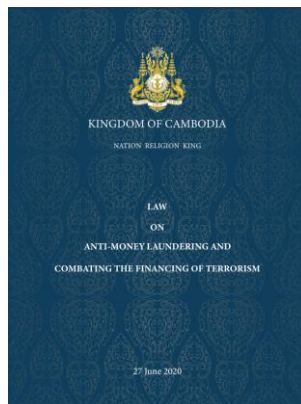 KINGDOM OF CAMBODIA
NATION RELIGION KING
LAW
ON
ANTI-MONEY LAUNDERING AND
COMBATING THE FINANCING OF TERRORISM
27 June 2020